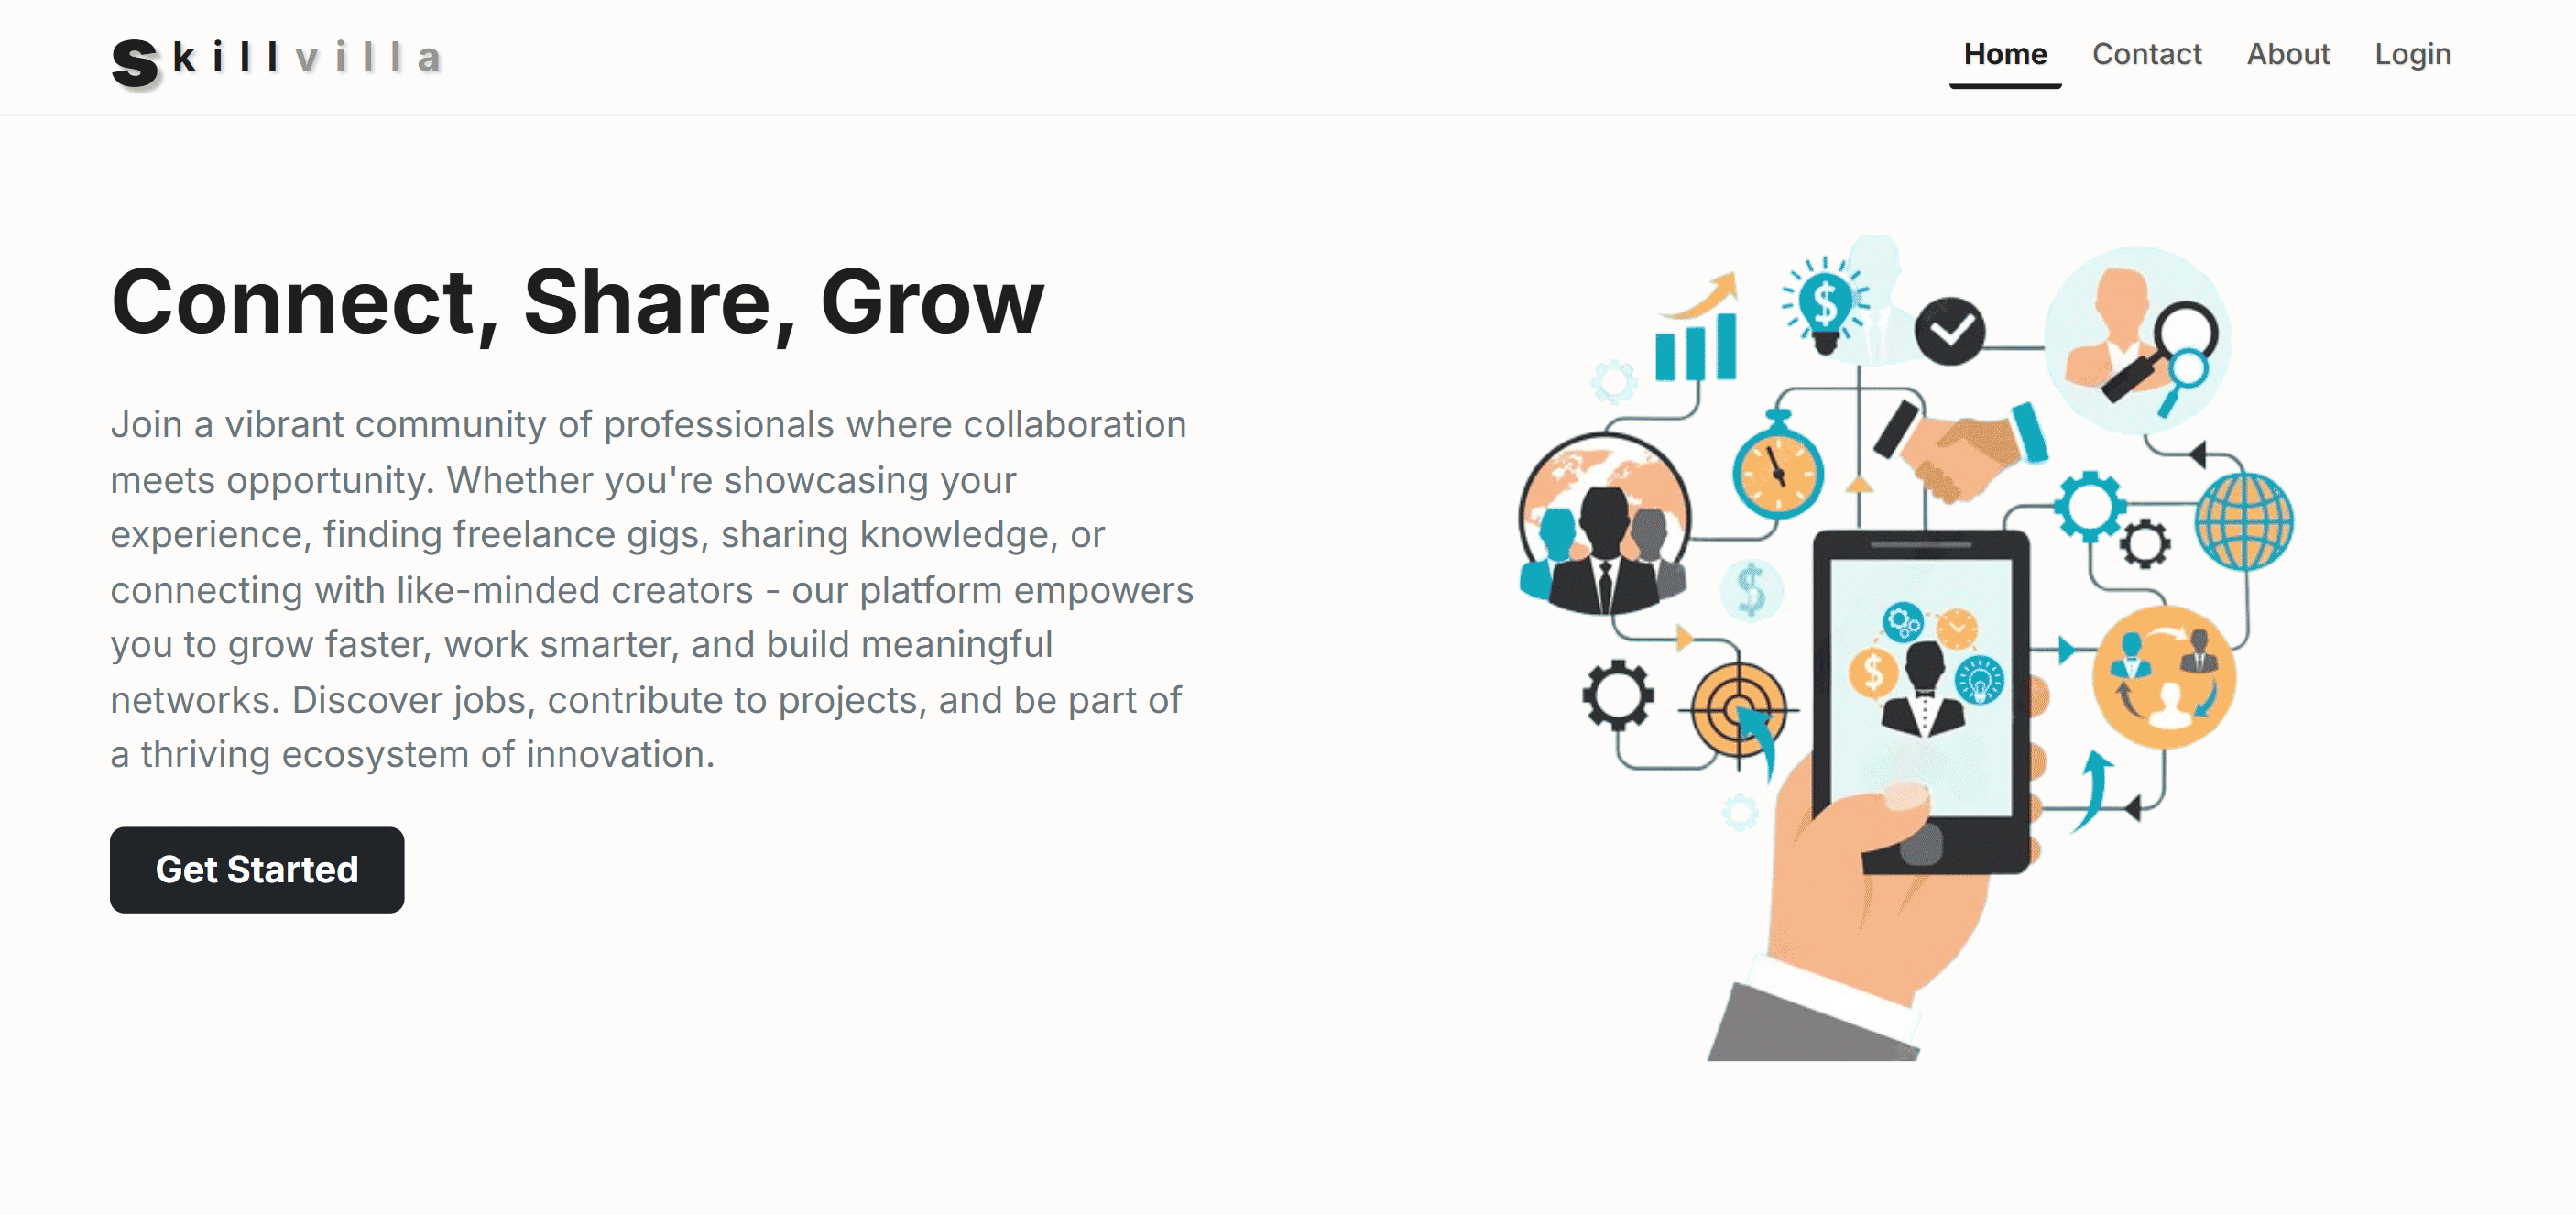 Skillvilla
Home Contact About Login
Connect, Share, Grow
Join a vibrant community of professionals where collaboration
meets opportunity. Whether you're showcasing your
experience, finding freelance gigs, sharing knowledge, or
connecting with like-minded creators - our platform empowers
you to grow faster, work smarter, and build meaningful
networks. Discover jobs, contribute to projects, and be part of
a thriving ecosystem of innovation.
Get Started
$
$
$